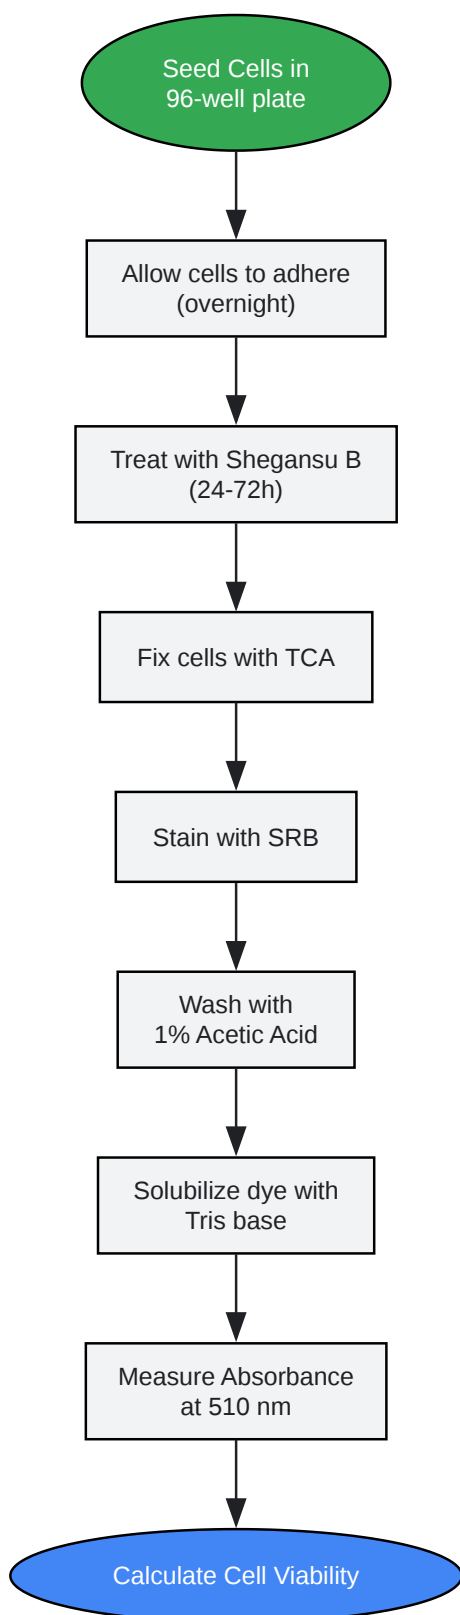 Seed Cells in
96-well plate
Allow cells to adhere
(overnight)
Treat with Shegansu B
(24-72h)
Fix cells with TCA
Stain with SRB
Wash with
1% Acetic Acid
Solubilize dye with
Tris base
Measure Absorbance
at 510 nm
Calculate Cell Viability